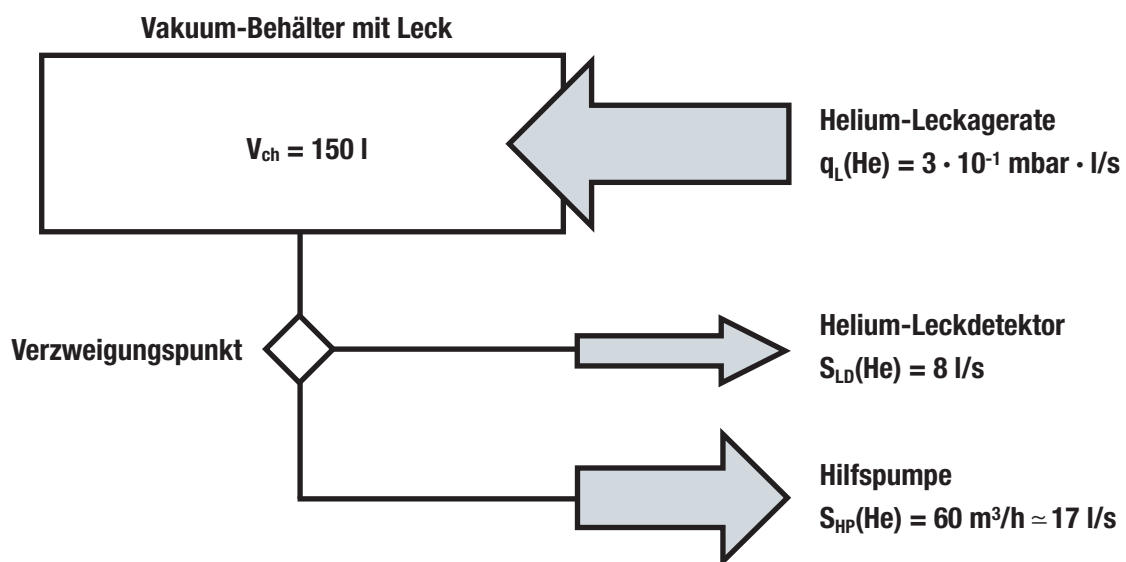 Vakuum-Behälter mit Leck
V_ch = 150 l
Helium-Leckagerate
q_L(He) = 3 · 10⁻¹ mbar · l/s
Verzweigungspunkt
Helium-Leckdetektor
S_LD(He) = 8 l/s
Hilfspumpe
S_HP(He) = 60 m³/h ≃ 17 l/s